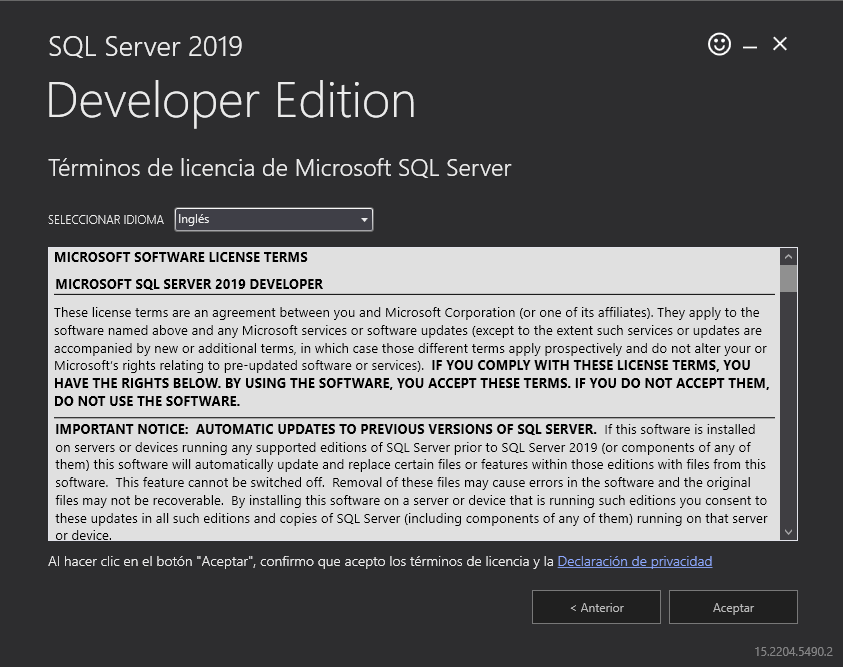 SQL Server 2019
Developer Edition
Términos de licencia de Microsoft SQL Server
SELECCIONAR IDIOMA Inglés
MICROSOFT SOFTWARE LICENSE TERMS
MICROSOFT SQL SERVER 2019 DEVELOPER
These license terms are an agreement between you and Microsoft Corporation (or one of its affiliates). They apply to the
software named above and any Microsoft services or software updates (except to the extent such services or updates are
accompanied by new or additional terms, in which case those different terms apply prospectively and do not alter your or
Microsoft's rights relating to pre-updated software or services). IF YOU COMPLY WITH THESE LICENSE TERMS, YOU
HAVE THE RIGHTS BELOW. BY USING THE SOFTWARE, YOU ACCEPT THESE TERMS. IF YOU DO NOT ACCEPT THEM,
DO NOT USE THE SOFTWARE.
IMPORTANT NOTICE: AUTOMATIC UPDATES TO PREVIOUS VERSIONS OF SQL SERVER. If this software is installed
on servers or devices running any supported editions of SQL Server prior to SQL Server 2019 (or components of any of
them) this software will automatically update and replace certain files or features within those editions with files from this
software. This feature cannot be switched off. Removal of these files may cause errors in the software and the original
files may not be recoverable. By installing this software on a server or device that is running such editions you consent to
these updates in all such editions and copies of SQL Server (including components of any of them) running on that server
or device.
Al hacer clic en el botón "Aceptar", confirmo que acepto los términos de licencia y la Declaración de privacidad
< Anterior
Aceptar
15.2204.5490.2